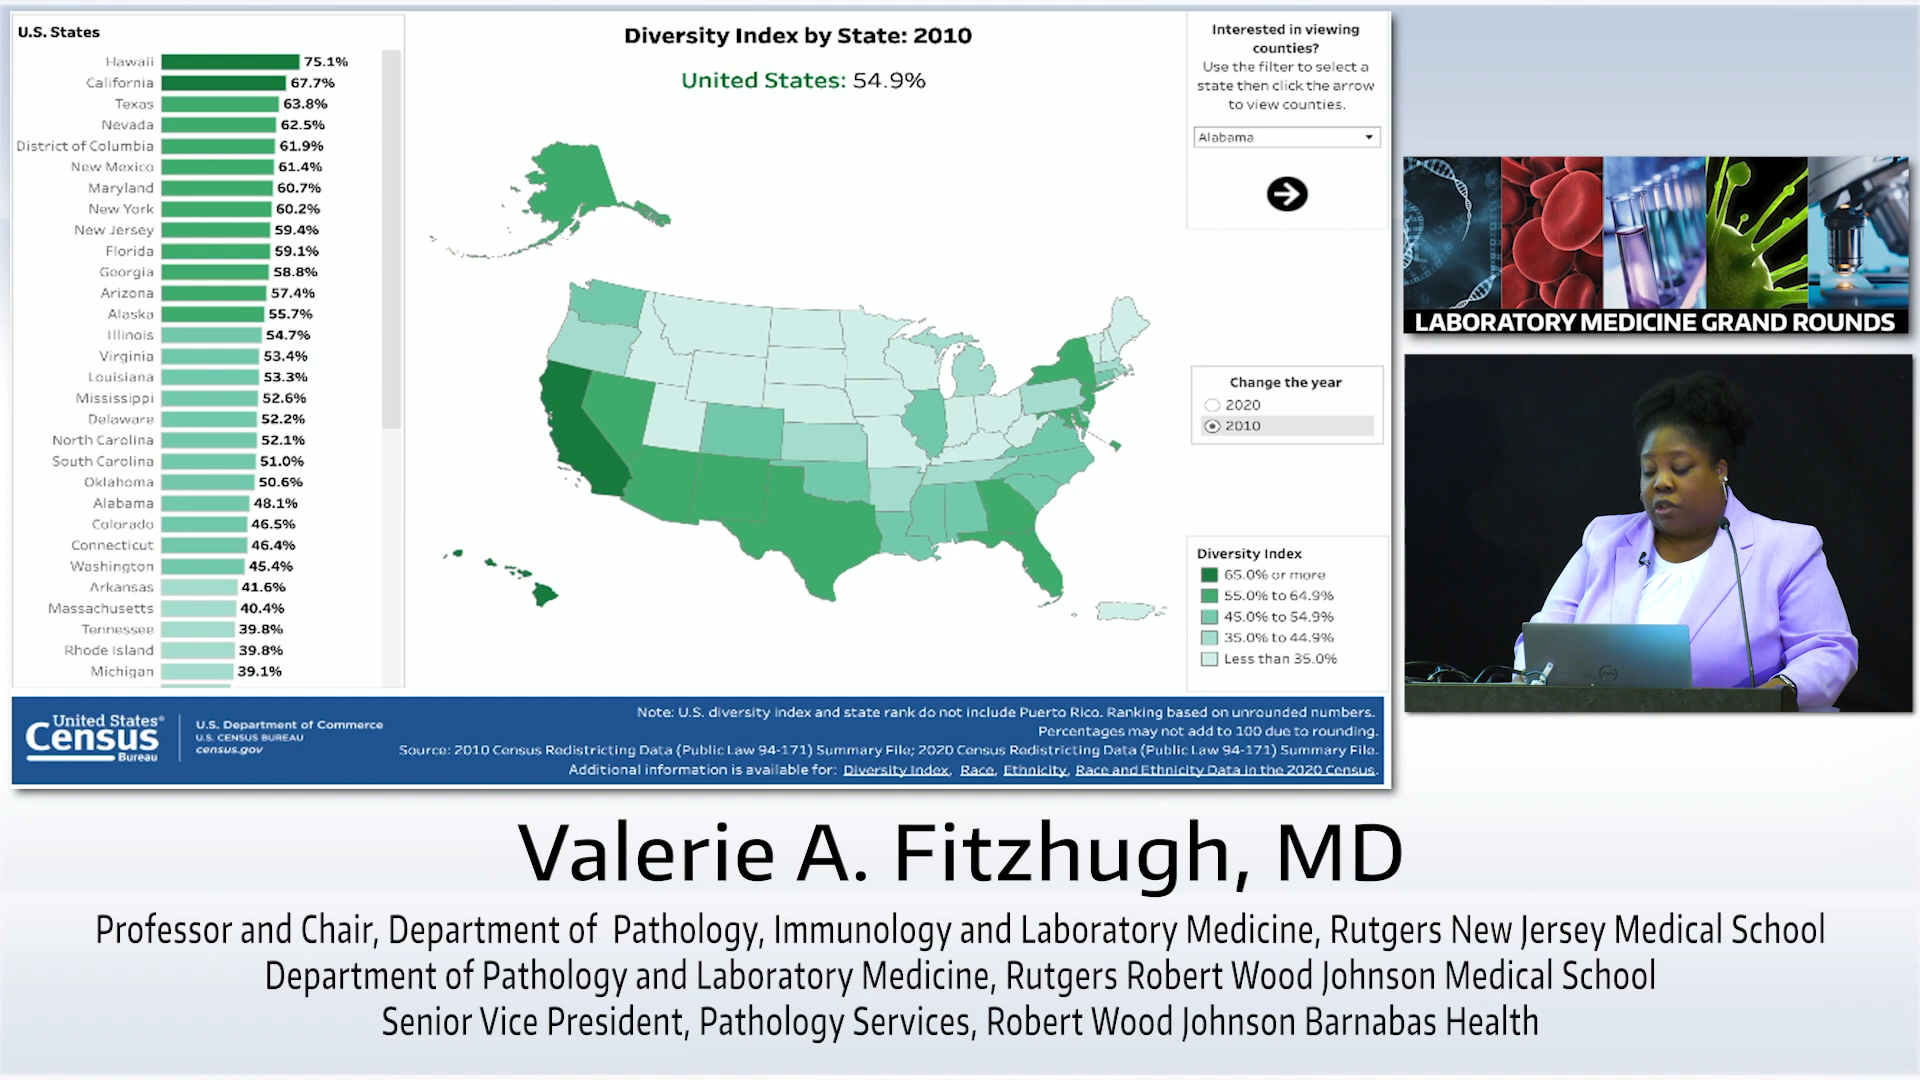 U.S. States
Hawaii 75.1%
California 67.7%
Texas 63.8%
Nevada 62.5%
District of Columbia 61.9%
New Mexico 61.4%
Maryland 60.7%
New York 60.2%
New Jersey 59.4%
Florida 59.1%
Georgia 58.8%
Arizona 57.4%
Alaska 55.7%
Illinois 54.7%
Virginia 53.4%
Louisiana 53.3%
Mississippi 52.6%
Delaware 52.2%
North Carolina 52.1%
South Carolina 51.0%
Oklahoma 50.6%
Alabama 48.1%
Colorado 46.5%
Connecticut 46.4%
Washington 45.4%
Arkansas 41.6%
Massachusetts 40.4%
Tennessee 39.8%
Rhode Island 39.8%
Michigan 39.1%
Diversity Index by State: 2010
United States: 54.9%
Interested in viewing
counties?
Use the filter to select a
state then click the arrow
to view counties.
Alabama
Change the year
2020
2010
Diversity Index
65.0% or more
55.0% to 64.9%
45.0% to 54.9%
35.0% to 44.9%
Less than 35.0%
United States®
Census
Bureau
U.S. Department of Commerce
U.S. CENSUS BUREAU
census.gov
Note: U.S. diversity index and state rank do not include Puerto Rico. Ranking based on unrounded numbers.
Percentages may not add to 100 due to rounding.
Source: 2010 Census Redistricting Data (Public Law 94-171) Summary File; 2020 Census Redistricting Data (Public Law 94-171) Summary File.
Additional information is available for: Diversity Index, Race, Ethnicity, Race and Ethnicity Data in the 2020 Census.
LABORATORY MEDICINE GRAND ROUNDS
DELL
Valerie A. Fitzhugh, MD
Professor and Chair, Department of Pathology, Immunology and Laboratory Medicine, Rutgers New Jersey Medical School
Department of Pathology and Laboratory Medicine, Rutgers Robert Wood Johnson Medical School
Senior Vice President, Pathology Services, Robert Wood Johnson Barnabas Health